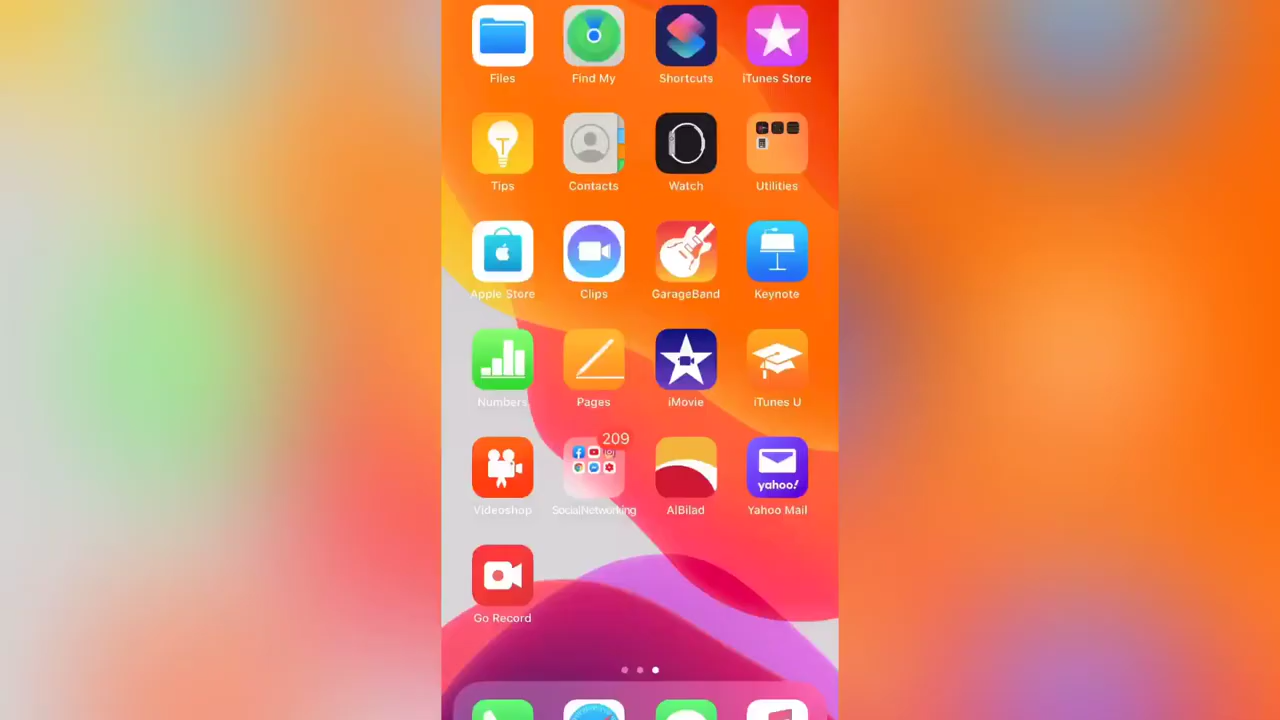 Files Find My Shortcuts iTunes Store
Tips Contacts Watch Utilities
Apple Store Clips GarageBand Keynote
Numbers Pages iMovie iTunes U
209
yahoo!
Videoshop SocialNetworking AlBilad Yahoo Mail
Go Record